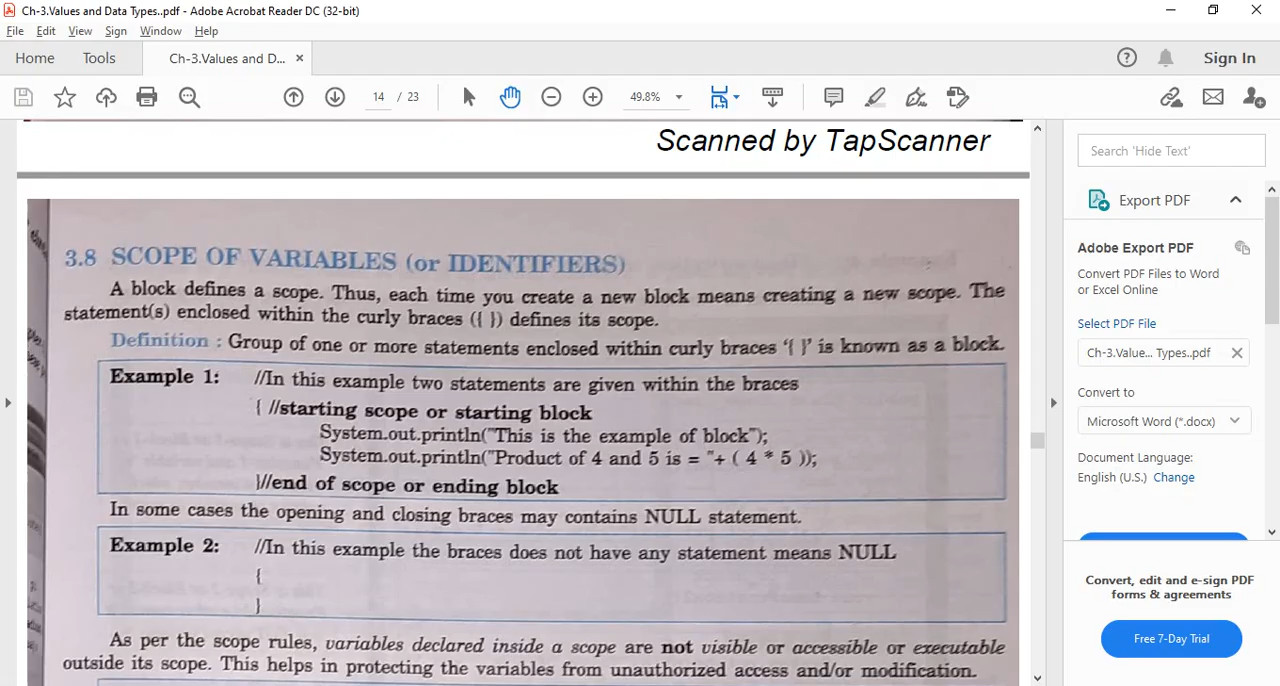 Ch-3.Values and Data Types..pdf - Adobe Acrobat Reader DC (32-bit)
File Edit View Sign Window Help
Home Tools Ch-3.Values and D... × Sign In
14 / 23 49.8%
Scanned by TapScanner
3.8 SCOPE OF VARIABLES (or IDENTIFIERS)
A block defines a scope. Thus, each time you create a new block means creating a new scope. The
statement(s) enclosed within the curly braces ({ }) defines its scope.
Definition : Group of one or more statements enclosed within curly braces '{ }' is known as a block.
Example 1: //In this example two statements are given within the braces
{ //starting scope or starting block
System.out.println("This is the example of block");
System.out.println("Product of 4 and 5 is = "+ ( 4 * 5 ));
}//end of scope or ending block
In some cases the opening and closing braces may contains NULL statement.
Example 2: //In this example the braces does not have any statement means NULL
{
}
As per the scope rules, variables declared inside a scope are not visible or accessible or executable
outside its scope. This helps in protecting the variables from unauthorized access and/or modification.
Search 'Hide Text'
Export PDF
Adobe Export PDF
Convert PDF Files to Word
or Excel Online
Select PDF File
Ch-3.Value... Types..pdf ×
Convert to
Microsoft Word (*.docx)
Document Language:
English (U.S.) Change
Convert, edit and e-sign PDF
forms & agreements
Free 7-Day Trial